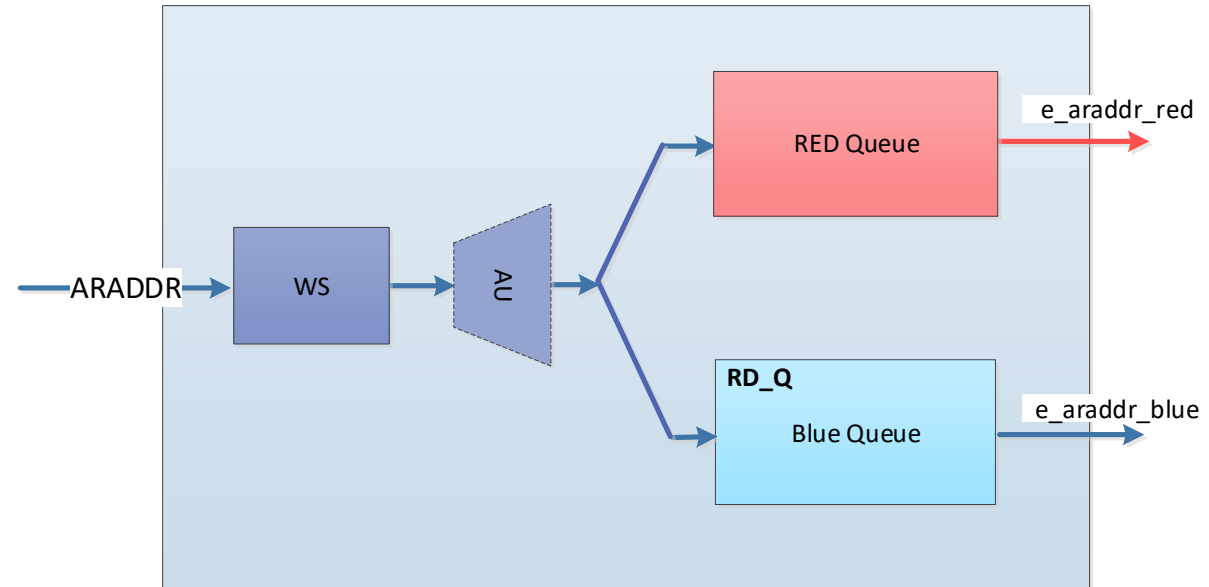 RED Queue
e_araddr_red
ARADDR
WS
AU
RD_Q
Blue Queue
e_araddr_blue